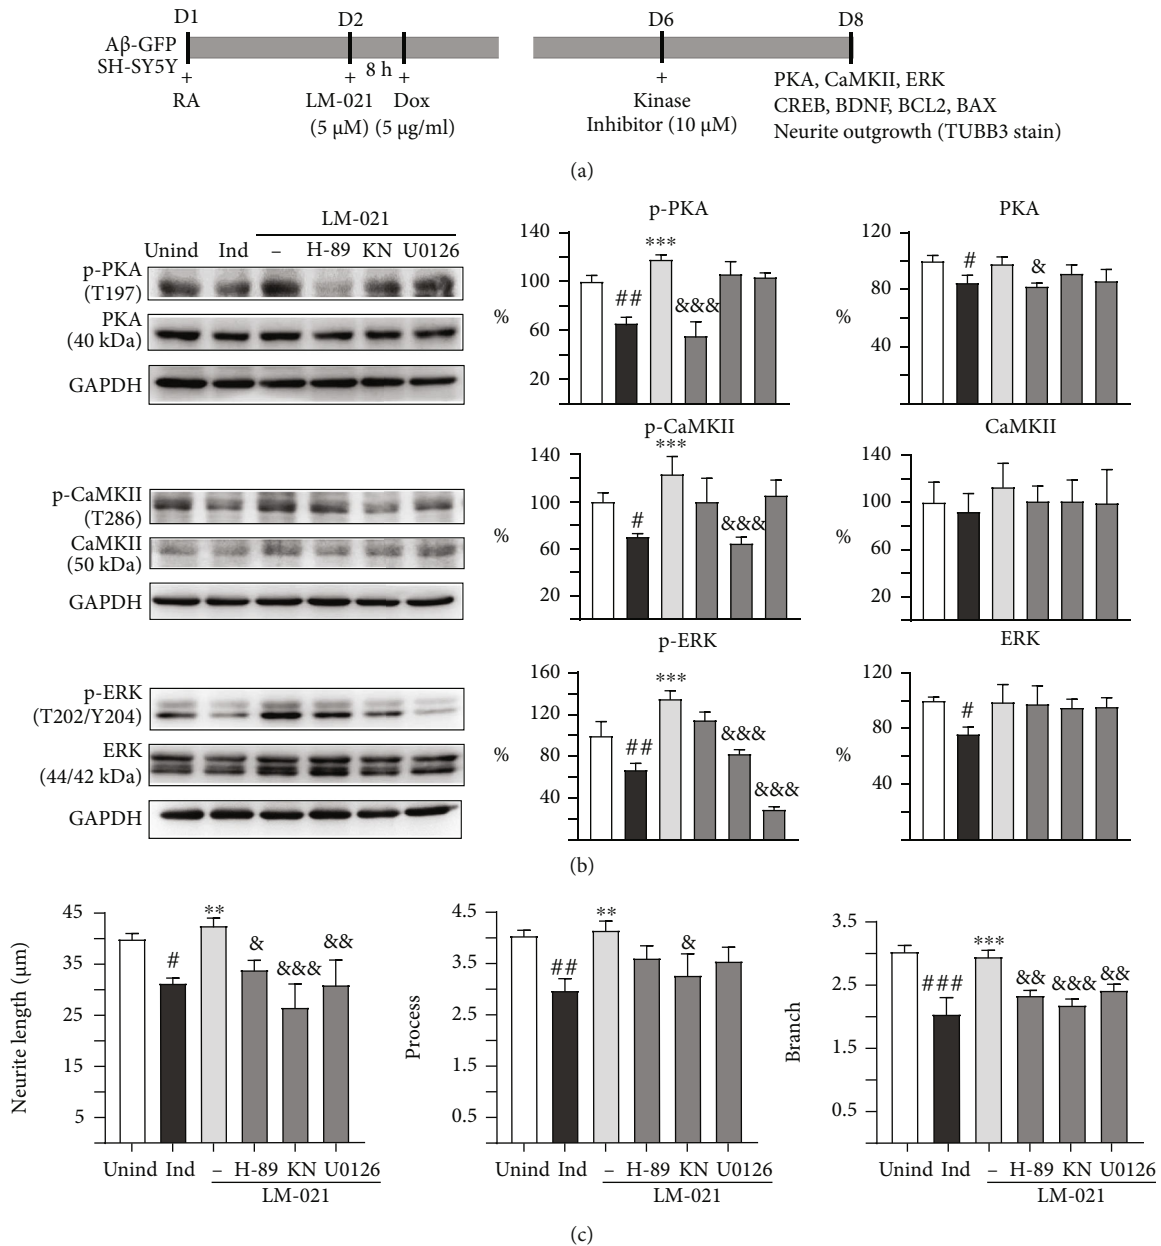 D1 D2 D6 D8
Aβ-GFP
SH-SY5Y
+ + 8 h + +
RA LM-021 Dox
(5 μM) (5 μg/ml)
Kinase
Inhibitor (10 μM)
PKA, CaMKII, ERK
CREB, BDNF, BCL2, BAX
Neurite outgrowth (TUBB3 stain)
(a)
LM-021
Unind Ind – H-89 KN U0126
p-PKA
(T197)
PKA
(40 kDa)
GAPDH
p-PKA
140
100
60
20
%
##
***
&&&
PKA
120
80
40
%
#
&
p-CaMKII
(T286)
CaMKII
(50 kDa)
GAPDH
p-CaMKII
140
100
60
20
%
#
***
&&&
CaMKII
140
100
60
20
%
p-ERK
(T202/Y204)
ERK
(44/42 kDa)
GAPDH
p-ERK
160
120
80
40
%
##
***
&&&
&&&
ERK
120
80
40
%
#
(b)
Neurite length (μm)
45
35
25
15
5
#
**
&
&&&
&&
Unind Ind – H-89 KN U0126
LM-021
Process
4.5
3.5
2.5
1.5
0.5
##
**
&
Unind Ind – H-89 KN U0126
LM-021
Branch
3.5
2.5
1.5
0.5
###
***
&&
&&&
&&
Unind Ind – H-89 KN U0126
LM-021
(c)